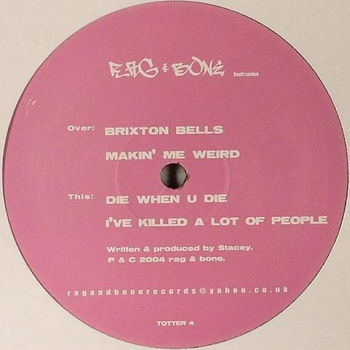 RAG & BONE
South London
Over: BRIXTON BELLS
MAKIN' ME WEIRD
This: DIE WHEN U DIE
I'VE KILLED A LOT OF PEOPLE
Written & produced by Stacey.
P & C 2004 rag & bone.
ragandbonerecords@yahoo.co.uk
TOTTER 4